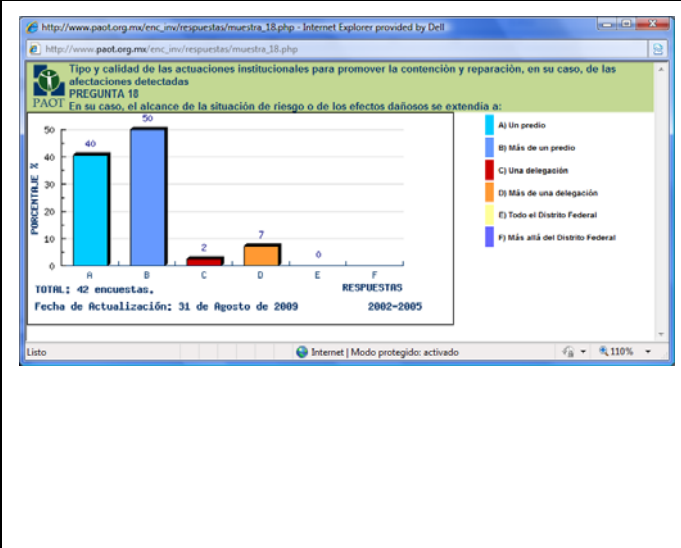 http://www.paot.org.mx/enc_inv/respuestas/muestra_18.php - Internet Explorer provided by Dell
http://www.paot.org.mx/enc_inv/respuestas/muestra_18.php
Tipo y calidad de las actuaciones institucionales para promover la contenciòn y reparaciòn, en su caso, de las
afectaciones detectadas
PREGUNTA 18
PAOT
En su caso, el alcance de la situación de riesgo o de los efectos dañosos se extendía a:
PORCENTAJE %
50
40
30
20
10
0
40
50
2
7
0
A B C D E F
TOTAL: 42 encuestas.
RESPUESTAS
Fecha de Actualización: 31 de Agosto de 2009
2002-2005
A) Un predio
B) Más de un predio
C) Una delegación
D) Más de una delegación
E) Todo el Distrito Federal
F) Más allá del Distrito Federal
Listo
Internet | Modo protegido: activado
110%